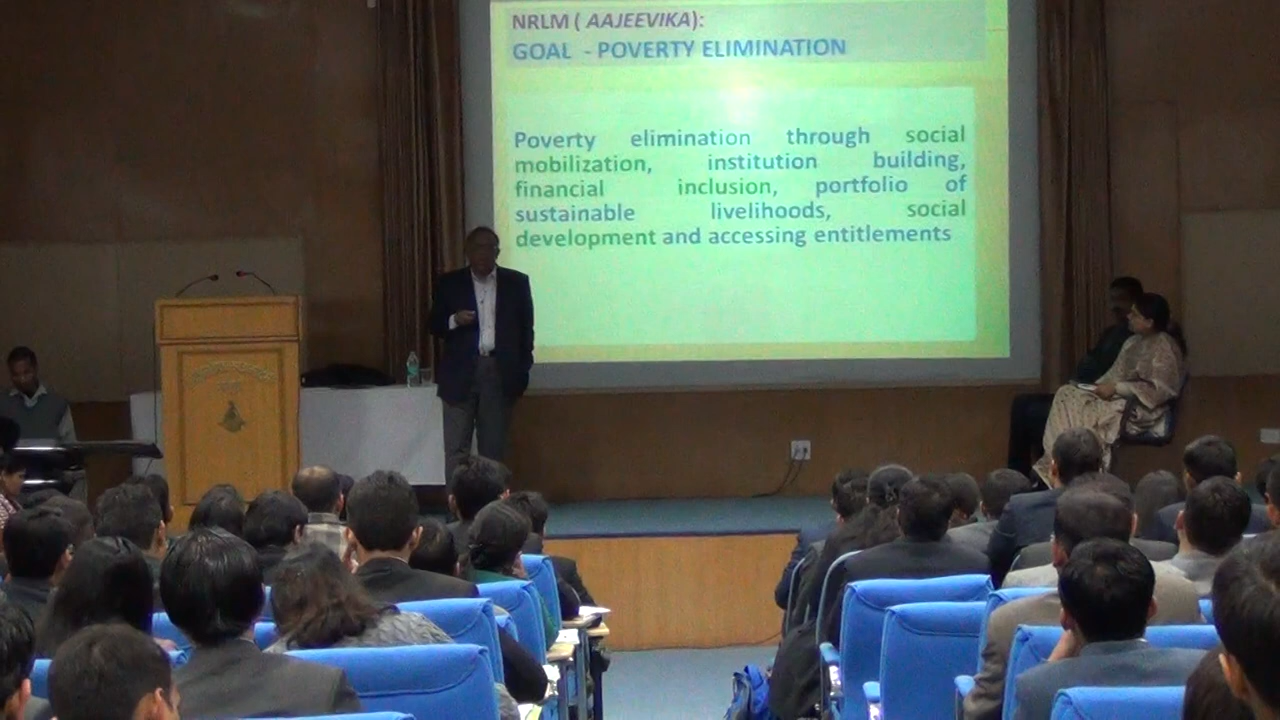 NRLM ( AAJEEVIKA):
GOAL - POVERTY ELIMINATION
Poverty elimination through social
mobilization, institution building,
financial inclusion, portfolio of
sustainable livelihoods, social
development and accessing entitlements